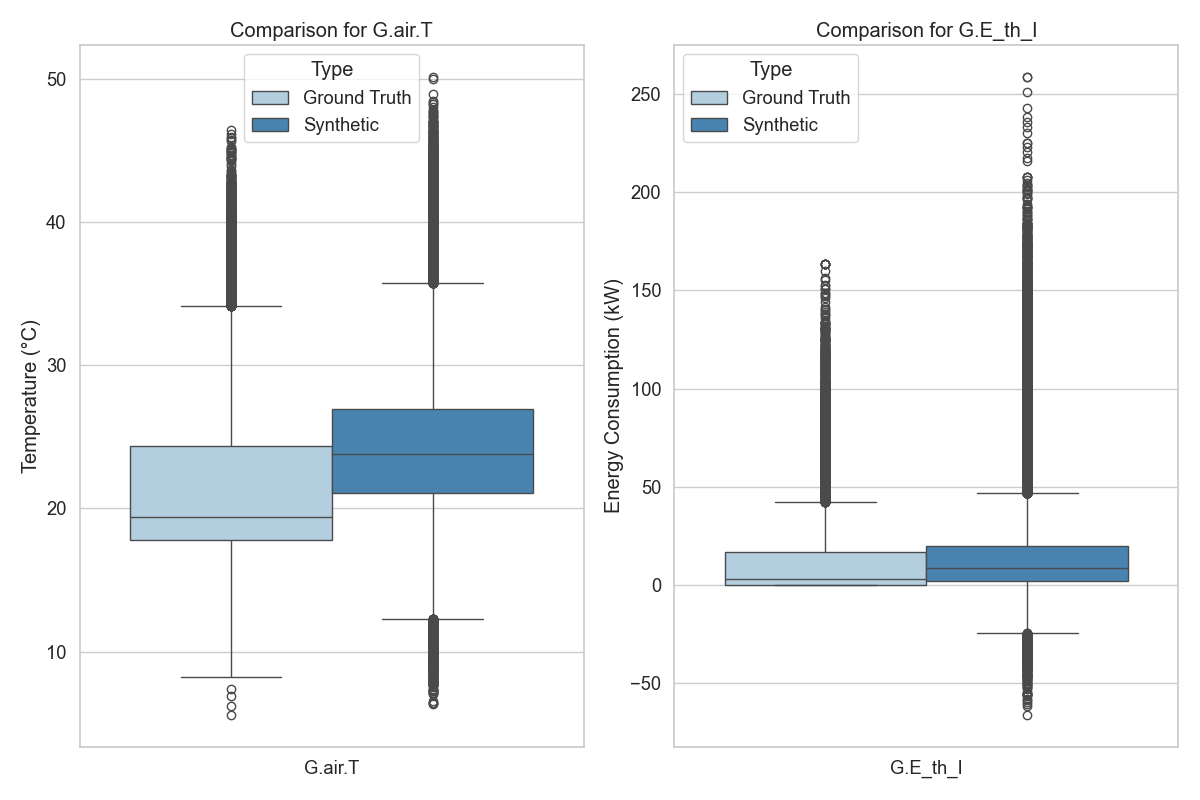 Comparison for G.air.T
Type
Ground Truth
Synthetic
50
40
30
20
10
Temperature (°C)
G.air.T
Comparison for G.E_th_I
Type
Ground Truth
Synthetic
250
200
150
100
50
0
−50
Energy Consumption (kW)
G.E_th_I